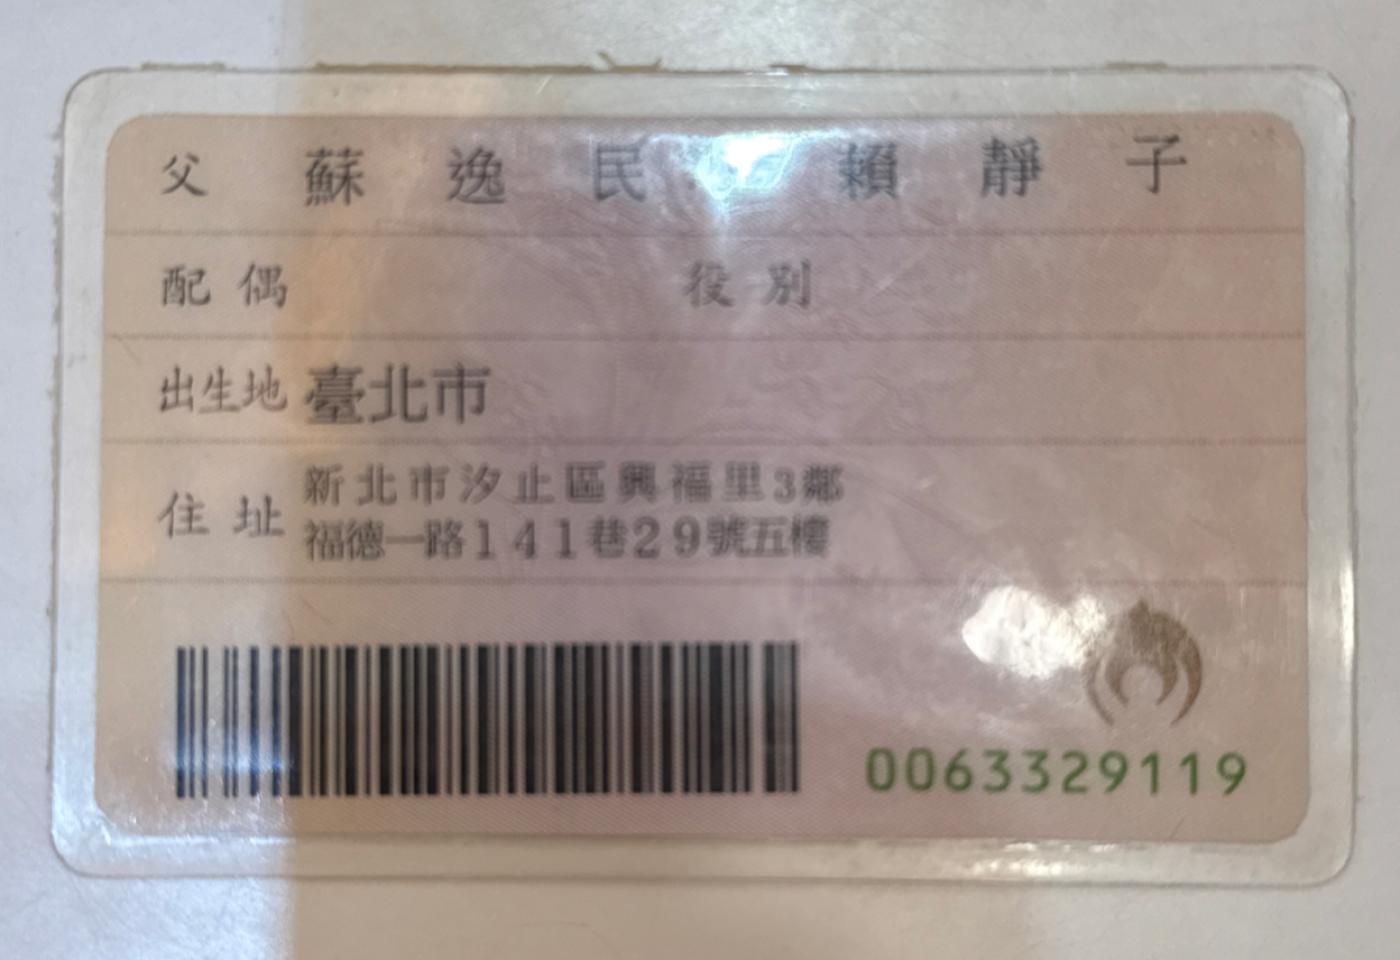 父 蘇逸民 賴靜子
配偶 役別
出生地 臺北市
住址 新北市汐止區興福里3鄰
福德一路141巷29號五樓
0063329119